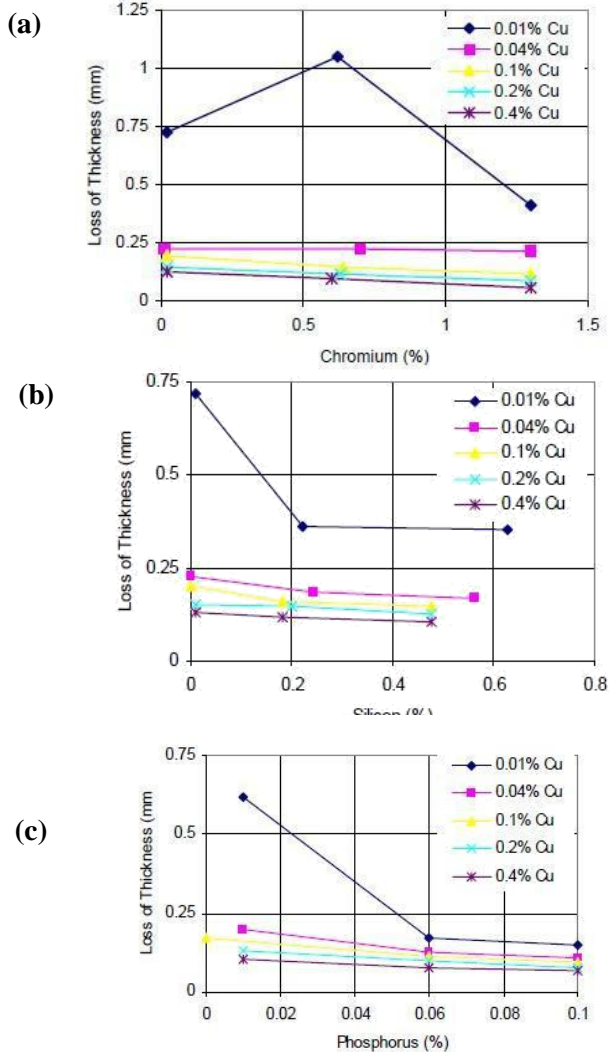 (a)
1.25
1
0.75
0.5
0.25
0
Loss of Thickness (mm)
0.01% Cu
0.04% Cu
0.1% Cu
0.2% Cu
0.4% Cu
0 0.5 1 1.5
Chromium (%)
(b)
0.75
0.5
0.25
0
Loss of Thickness (mm
0.01% Cu
0.04% Cu
0.1% Cu
0.2% Cu
0.4% Cu
0 0.2 0.4 0.6 0.8
Silicon (%)
(c)
0.75
0.5
0.25
0
Loss of Thickness (mm
0.01% Cu
0.04% Cu
0.1% Cu
0.2% Cu
0.4% Cu
0 0.02 0.04 0.06 0.08 0.1
Phosphorus (%)